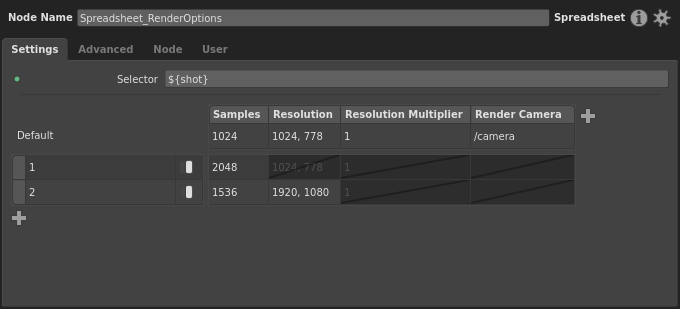 Node Name Spreadsheet_RenderOptions Spreadsheet
Settings Advanced Node User
Selector ${shot}
Samples Resolution Resolution Multiplier Render Camera
Default 1024 1024, 778 1 /camera
1 2048 1024, 778 1
2 1536 1920, 1080 1